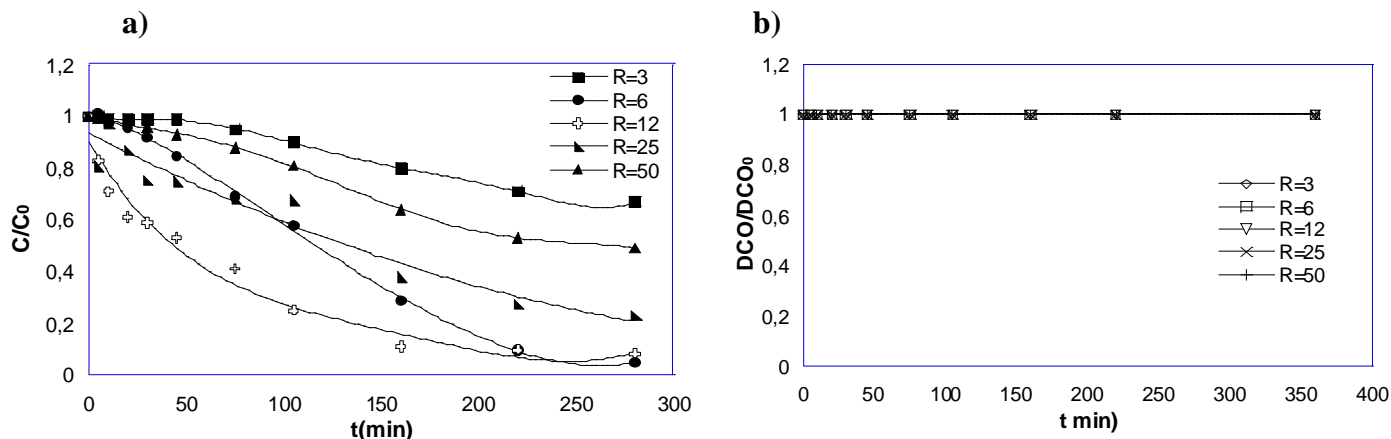 a)
C/C0
1,2
1
0,8
0,6
0,4
0,2
0
0 50 100 150 200 250 300
t(min)
R=3
R=6
R=12
R=25
R=50
b)
DCO/DCO0
1,2
1
0,8
0,6
0,4
0,2
0
0 50 100 150 200 250 300 350 400
t min)
R=3
R=6
R=12
R=25
R=50